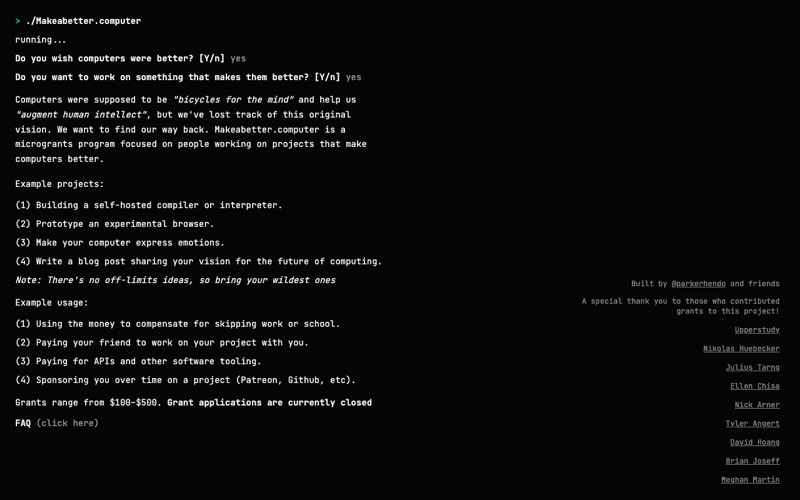 > ./Makeabetter.computer
running...
Do you wish computers were better? [Y/n] yes
Do you want to work on something that makes them better? [Y/n] yes
Computers were supposed to be "bicycles for the mind" and help us
"augment human intellect", but we've lost track of this original
vision. We want to find our way back. Makeabetter.computer is a
microgrants program focused on people working on projects that make
computers better.
Example projects:
(1) Building a self-hosted compiler or interpreter.
(2) Prototype an experimental browser.
(3) Make your computer express emotions.
(4) Write a blog post sharing your vision for the future of computing.
Note: There's no off-limits ideas, so bring your wildest ones
Example usage:
(1) Using the money to compensate for skipping work or school.
(2) Paying your friend to work on your project with you.
(3) Paying for APIs and other software tooling.
(4) Sponsoring you over time on a project (Patreon, Github, etc).
Grants range from $100-$500. Grant applications are currently closed
FAQ (click here)
Built by @parkerhendo and friends
A special thank you to those who contributed
grants to this project!
Upperstudy
Nikolas Huebecker
Julius Tarng
Ellen Chisa
Nick Arner
Tyler Angert
David Hoang
Brian Joseff
Meghan Martin